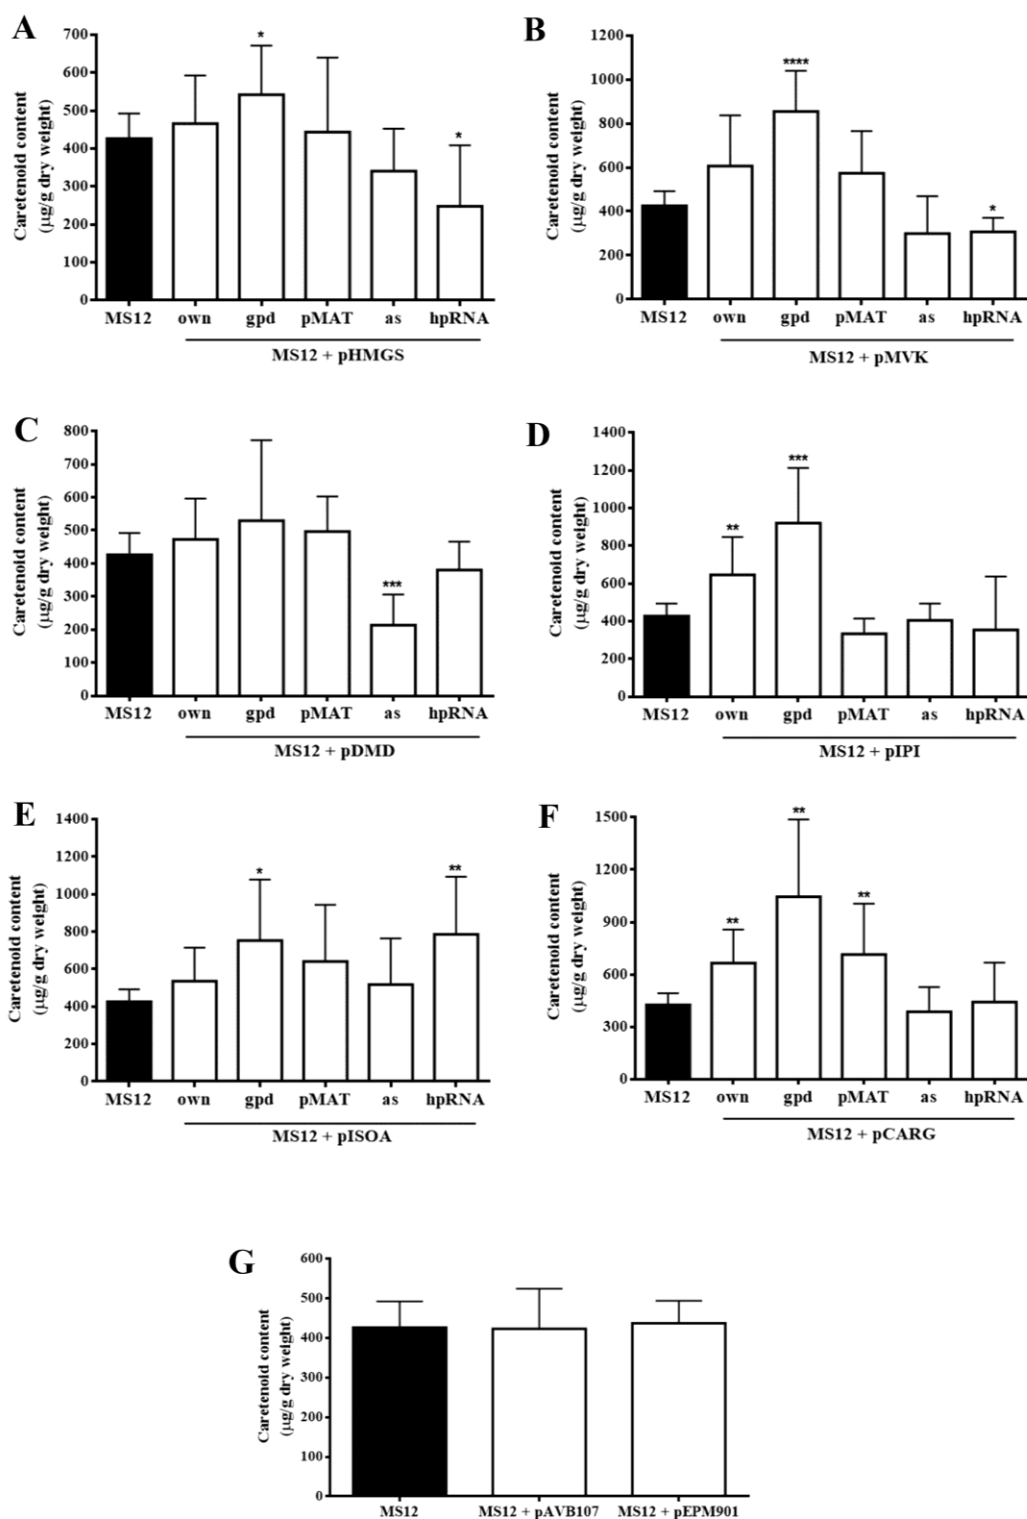 A
Caretenoid content
(µg/g dry weight)
700
600
500
400
300
200
100
0
*
*
MS12 own gpd pMAT as hpRNA
MS12 + pHMGS
B
Caretenoid content
(µg/g dry weight)
1200
1000
800
600
400
200
0
****
*
MS12 own gpd pMAT as hpRNA
MS12 + pMVK
C
Caretenoid content
(µg/g dry weight)
800
700
600
500
400
300
200
100
0
***
MS12 own gpd pMAT as hpRNA
MS12 + pDMD
D
Caretenoid content
(µg/g dry weight)
1400
1200
1000
800
600
400
200
0
**
***
MS12 own gpd pMAT as hpRNA
MS12 + pIPI
E
Caretenoid content
(µg/g dry weight)
1400
1200
1000
800
600
400
200
0
*
**
MS12 own gpd pMAT as hpRNA
MS12 + pISOA
F
Caretenoid content
(µg/g dry weight)
1500
1200
900
600
300
0
**
**
**
MS12 own gpd pMAT as hpRNA
MS12 + pCARG
G
Caretenoid content
(µg/g dry weight)
600
500
400
300
200
100
0
MS12 MS12 + pAVB107 MS12 + pEPM901